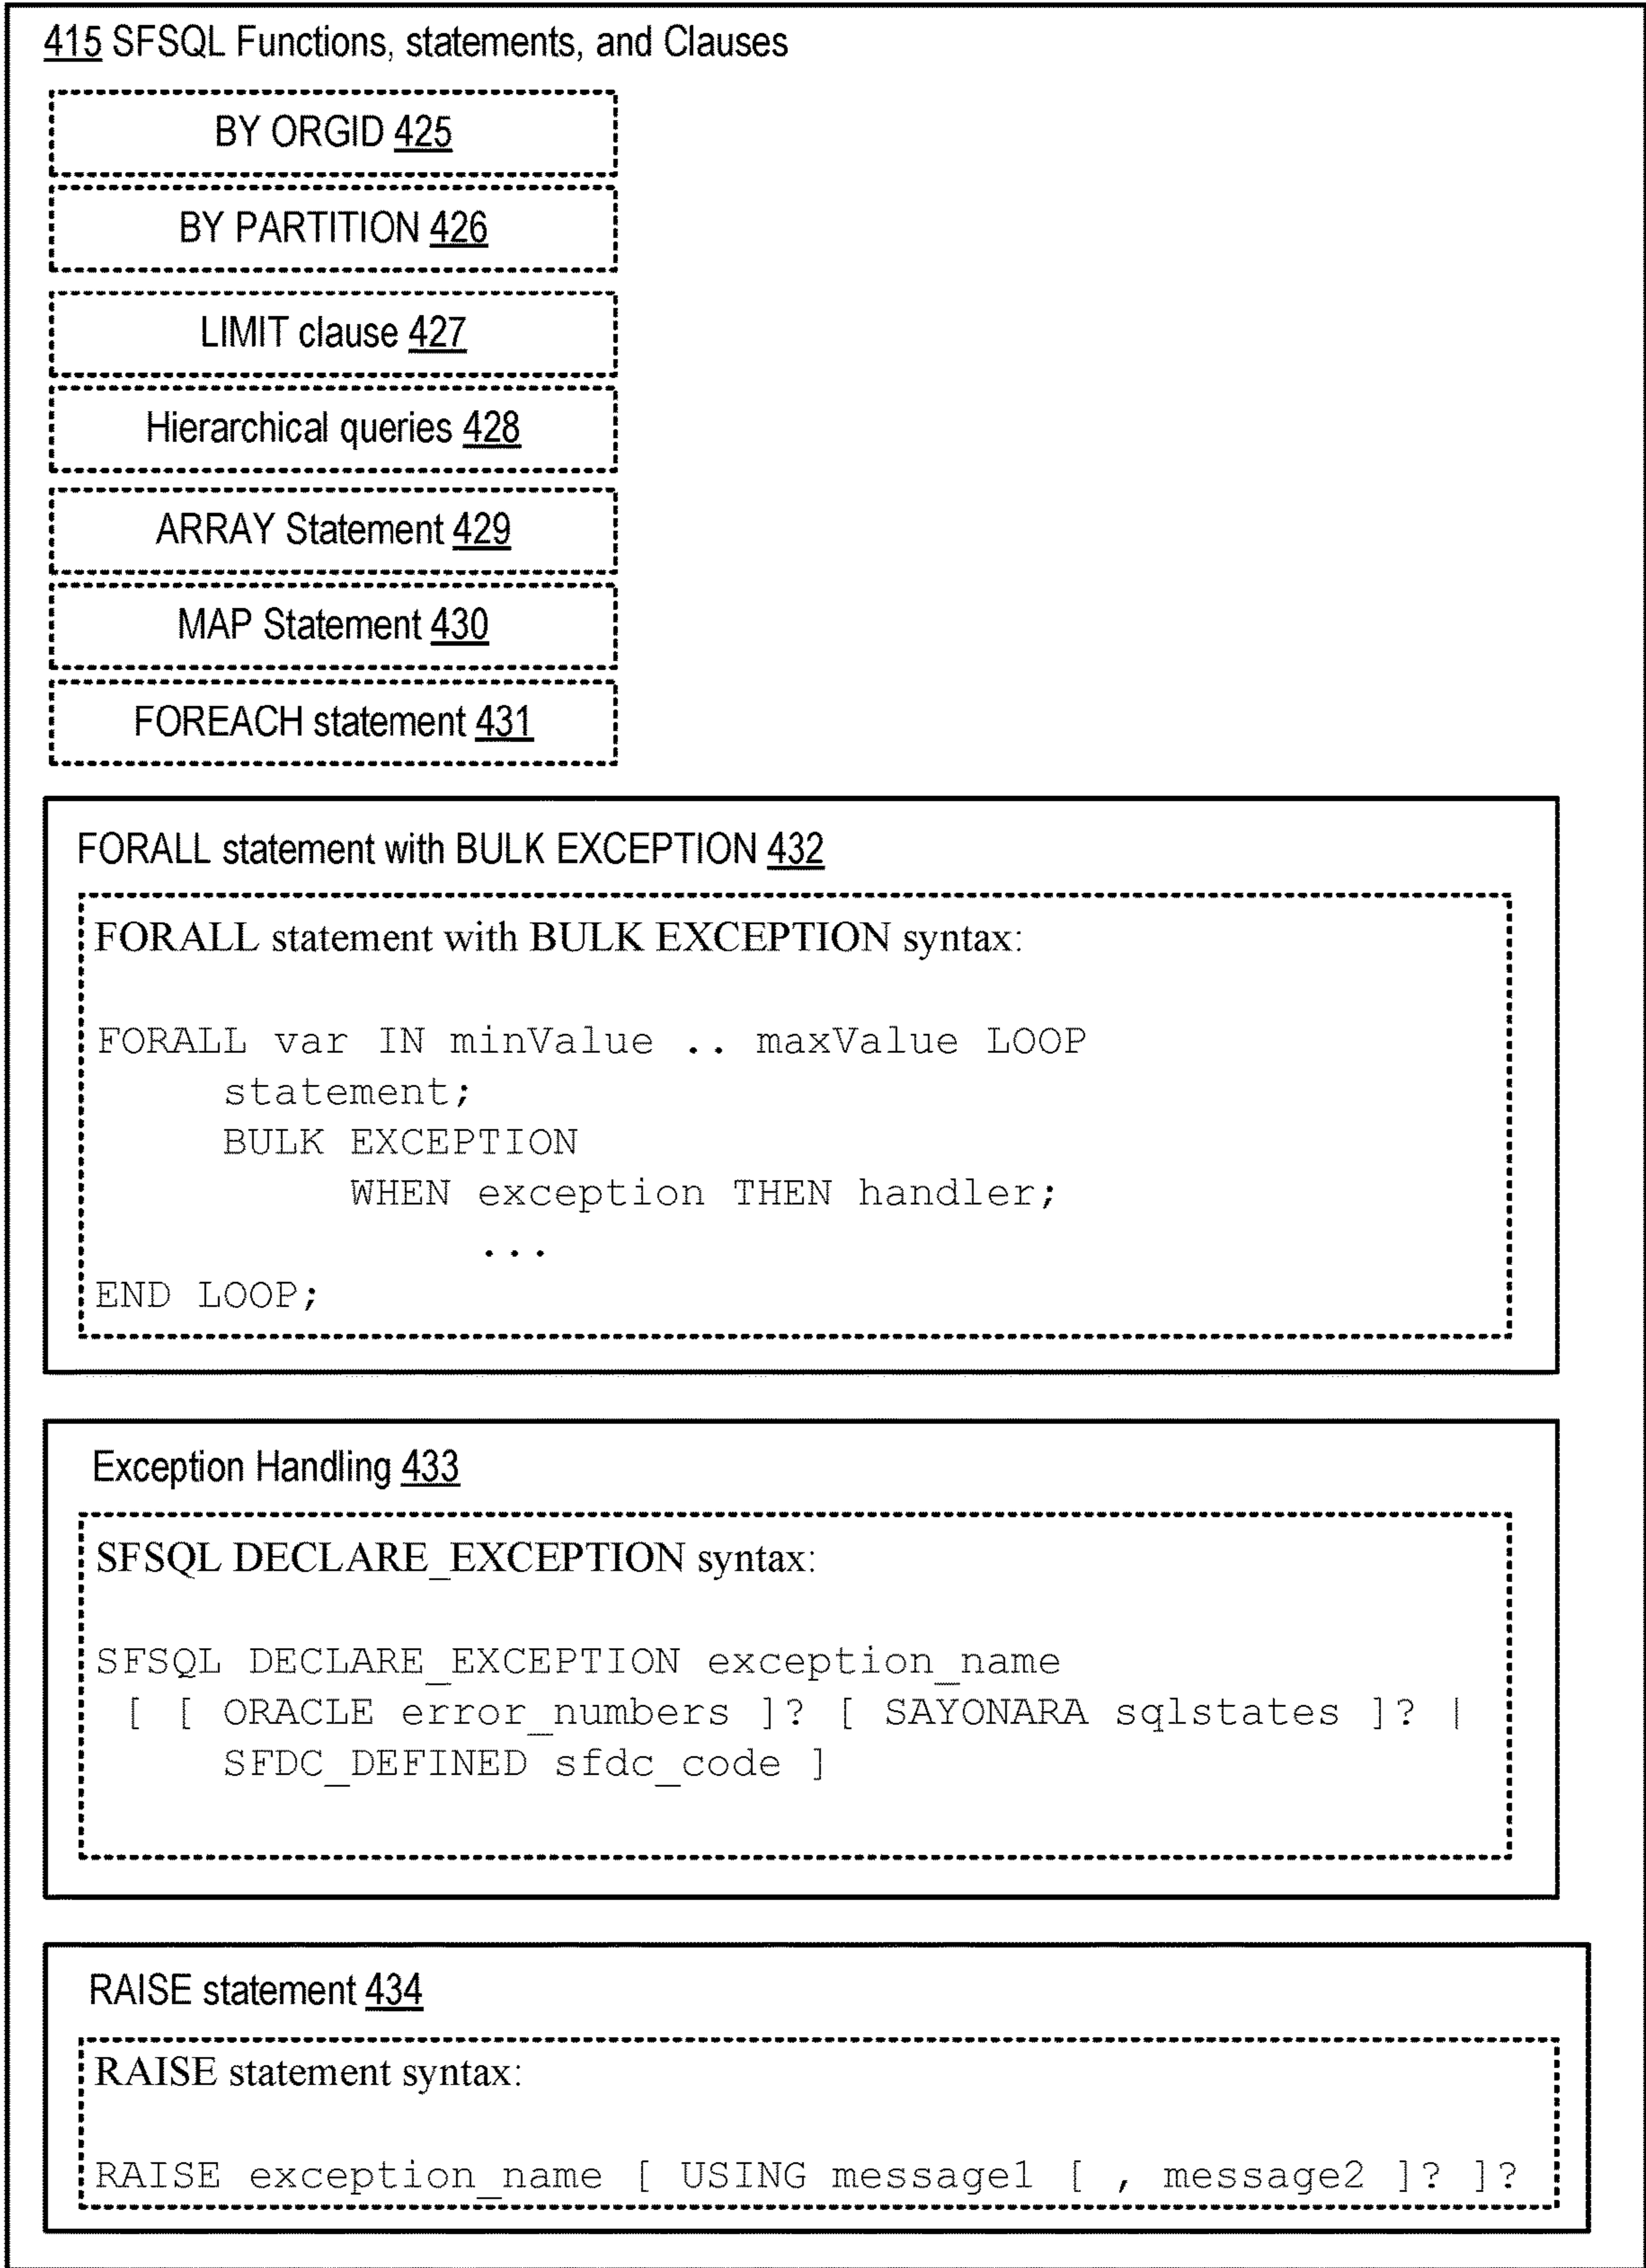 415 SFSQL Functions, statements, and Clauses
BY ORGID 425
BY PARTITION 426
LIMIT clause 427
Hierarchical queries 428
ARRAY Statement 429
MAP Statement 430
FOREACH statement 431
FORALL statement with BULK EXCEPTION 432
FORALL statement with BULK EXCEPTION syntax:
FORALL var IN minValue .. maxValue LOOP
statement;
BULK EXCEPTION
WHEN exception THEN handler;
...
END LOOP;
Exception Handling 433
SFSQL DECLARE_EXCEPTION syntax:
SFSQL DECLARE_EXCEPTION exception_name
[ [ ORACLE error_numbers ]? [ SAYONARA sqlstates ]? |
SFDC_DEFINED sfdc_code ]
RAISE statement 434
RAISE statement syntax:
RAISE exception_name [ USING message1 [ , message2 ]? ]?